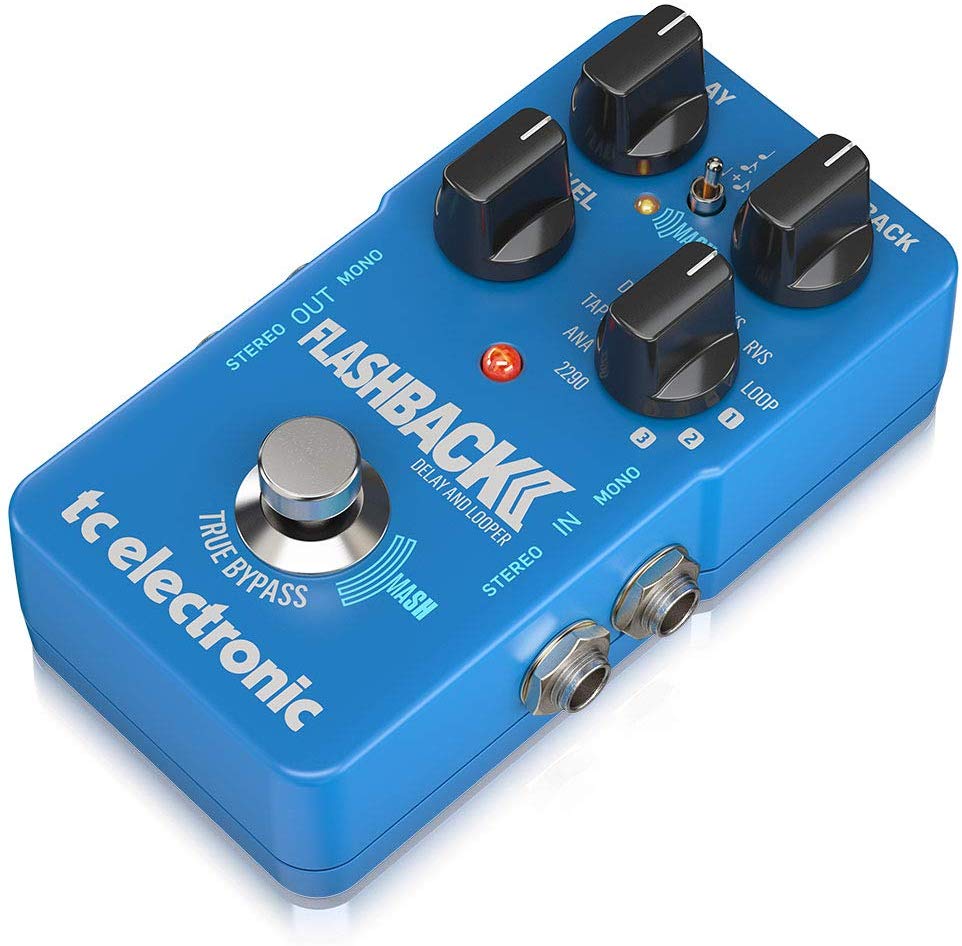 STEREO OUT MONO
FLASHBACK II
DELAY AND LOOPER
STEREO IN MONO
ANA
2290
RVS
LOOP
1
2
3
TRUE BYPASS
MASH
tc electronic